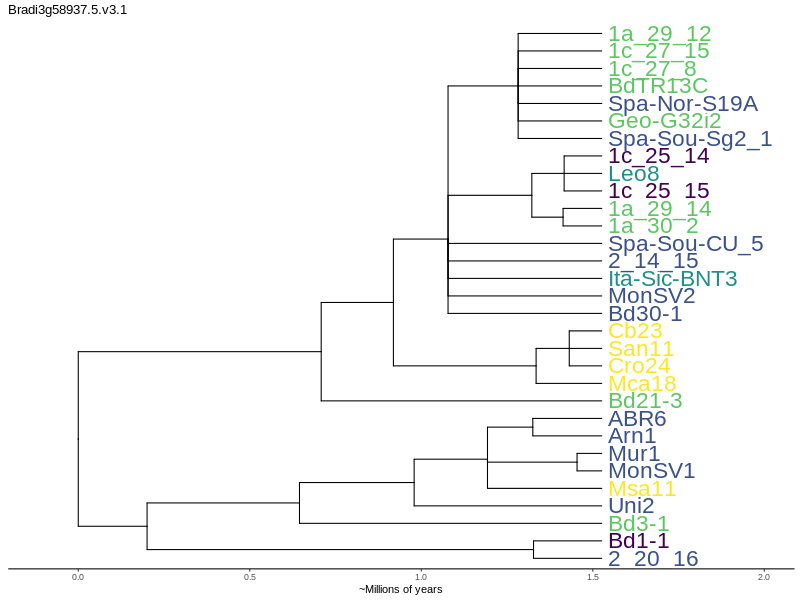 Bradi3g58937.5.v3.1
1a_29_12
1c_27_15
1c_27_8
BdTR13C
Spa-Nor-S19A
Geo-G32i2
Spa-Sou-Sg2_1
1c_25_14
Leo8
1c_25_15
1a_29_14
1a_30_2
Spa-Sou-CU_5
2_14_15
Ita-Sic-BNT3
MonSV2
Bd30-1
Cb23
San11
Cro24
Mca18
Bd21-3
ABR6
Arn1
Mur1
MonSV1
Msa11
Uni2
Bd3-1
Bd1-1
2_20_16
0.0 0.5 1.0 1.5 2.0
~Millions of years